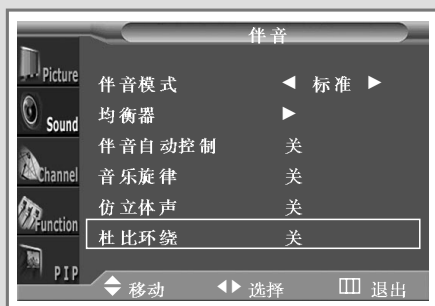 伴音
Picture
Sound
Channel
Function
PIP
伴音模式 ◀ 标准 ▶
均衡器 ▶
伴音自动控制 关
音乐旋律 关
仿立体声 关
杜比环绕 关
移动 选择 退出